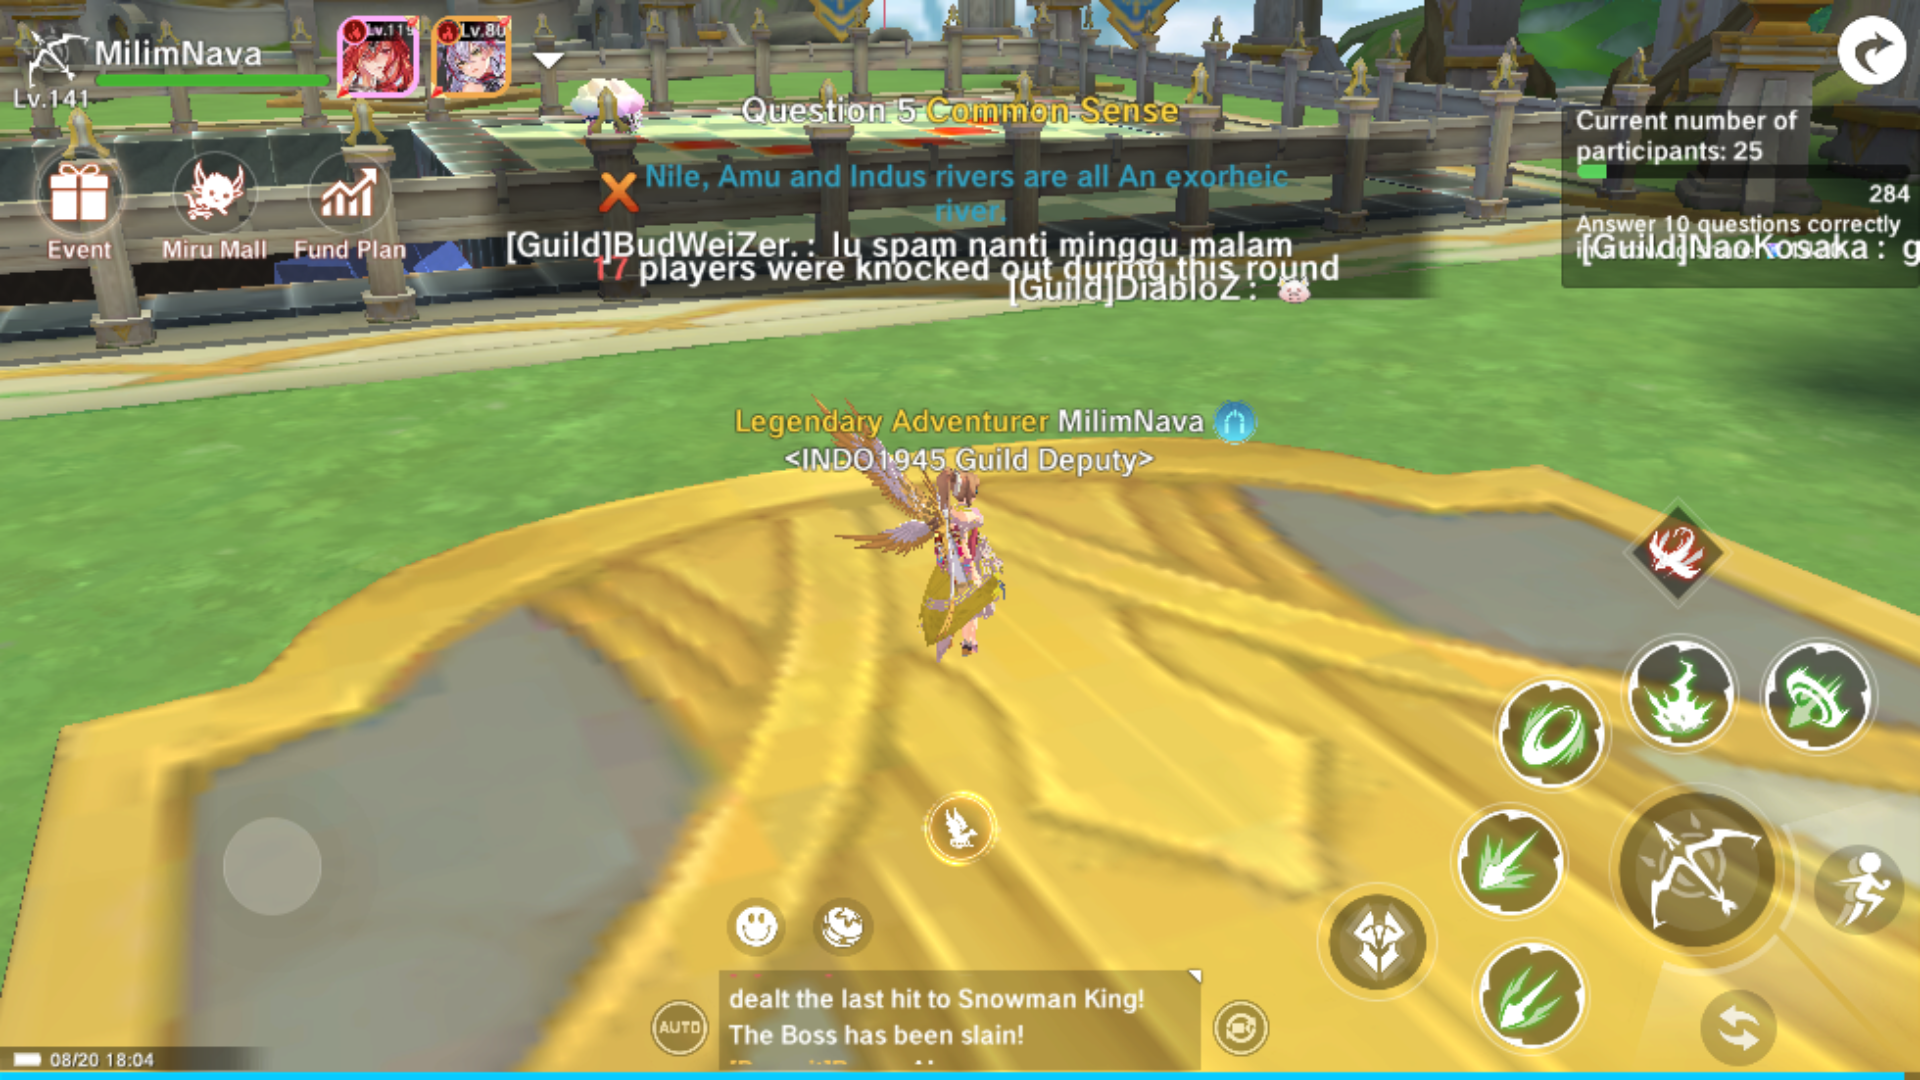 MilimNava
Lv.141
Lv.119
Lv.80
Question 5 Common Sense
Nile, Amu and Indus rivers are all An exorheic
river.
[Guild]BudWeiZer. : lu spam nanti minggu malam
17 players were knocked out during this round
[Guild]DiabloZ :
Current number of
participants: 25
284
Answer 10 questions correctly
[Guild]NaoKosaka : g
Event
Miru Mall
Fund Plan
Legendary Adventurer MilimNava
<INDO1945 Guild Deputy>
AUTO
dealt the last hit to Snowman King!
The Boss has been slain!
08/20 18:04